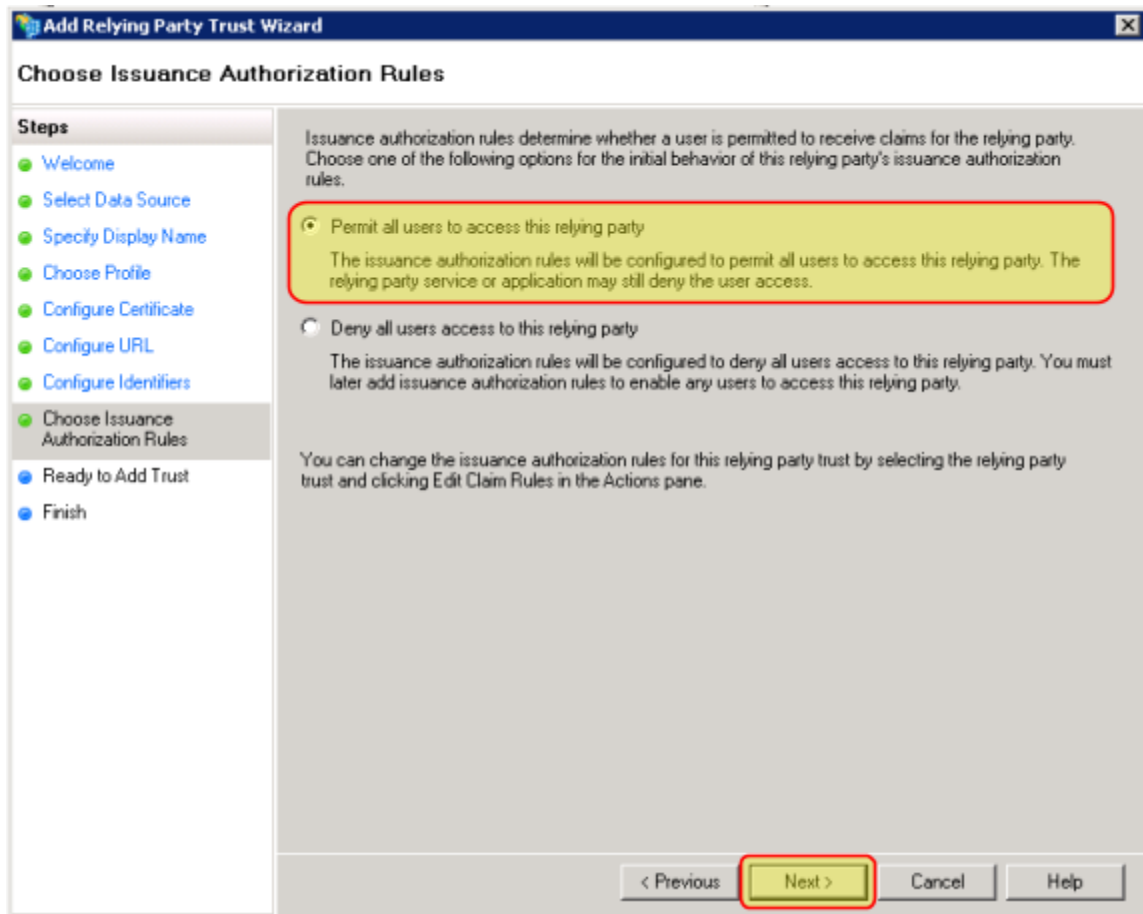 Add Relying Party Trust Wizard
Choose Issuance Authorization Rules
Steps
Welcome
Select Data Source
Specify Display Name
Choose Profile
Configure Certificate
Configure URL
Configure Identifiers
Choose Issuance
Authorization Rules
Ready to Add Trust
Finish
Issuance authorization rules determine whether a user is permitted to receive claims for the relying party.
Choose one of the following options for the initial behavior of this relying party's issuance authorization
rules.
Permit all users to access this relying party
The issuance authorization rules will be configured to permit all users to access this relying party. The
relying party service or application may still deny the user access.
Deny all users access to this relying party
The issuance authorization rules will be configured to deny all users access to this relying party. You must
later add issuance authorization rules to enable any users to access this relying party.
You can change the issuance authorization rules for this relying party trust by selecting the relying party
trust and clicking Edit Claim Rules in the Actions pane.
< Previous Next > Cancel Help